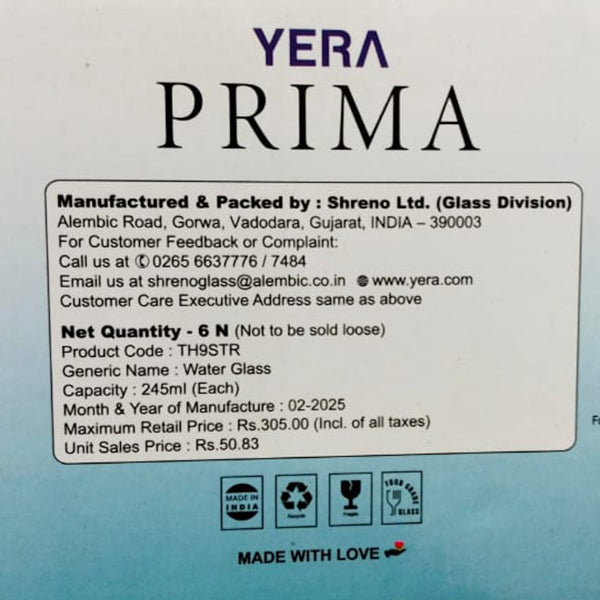 YERA
PRIMA
Manufactured & Packed by : Shreno Ltd. (Glass Division)
Alembic Road, Gorwa, Vadodara, Gujarat, INDIA – 390003
For Customer Feedback or Complaint:
Call us at ✆ 0265 6637776 / 7484
Email us at shrenoglass@alembic.co.in www.yera.com
Customer Care Executive Address same as above
Net Quantity - 6 N (Not to be sold loose)
Product Code : TH9STR
Generic Name : Water Glass
Capacity : 245ml (Each)
Month & Year of Manufacture : 02-2025
Maximum Retail Price : Rs.305.00 (Incl. of all taxes)
Unit Sales Price : Rs.50.83
MADE IN
INDIA
Recycle
Fragile
FOOD GRADE
GLASS
MADE WITH LOVE